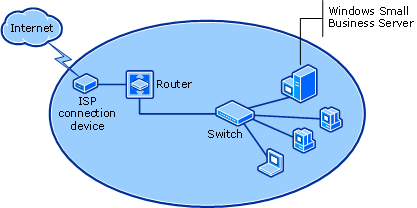 Windows Small
Business Server
Internet
Router
ISP
connection
device
Switch